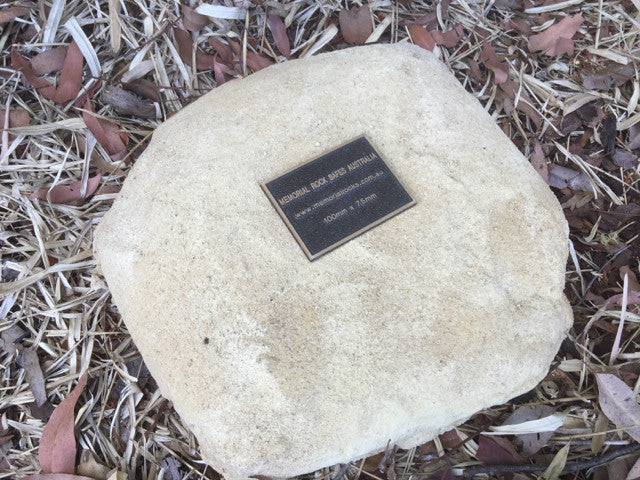 MEMORIAL ROCK SAFES AUSTRALIA
www.memorialrocks.com.au
100mm x 75mm